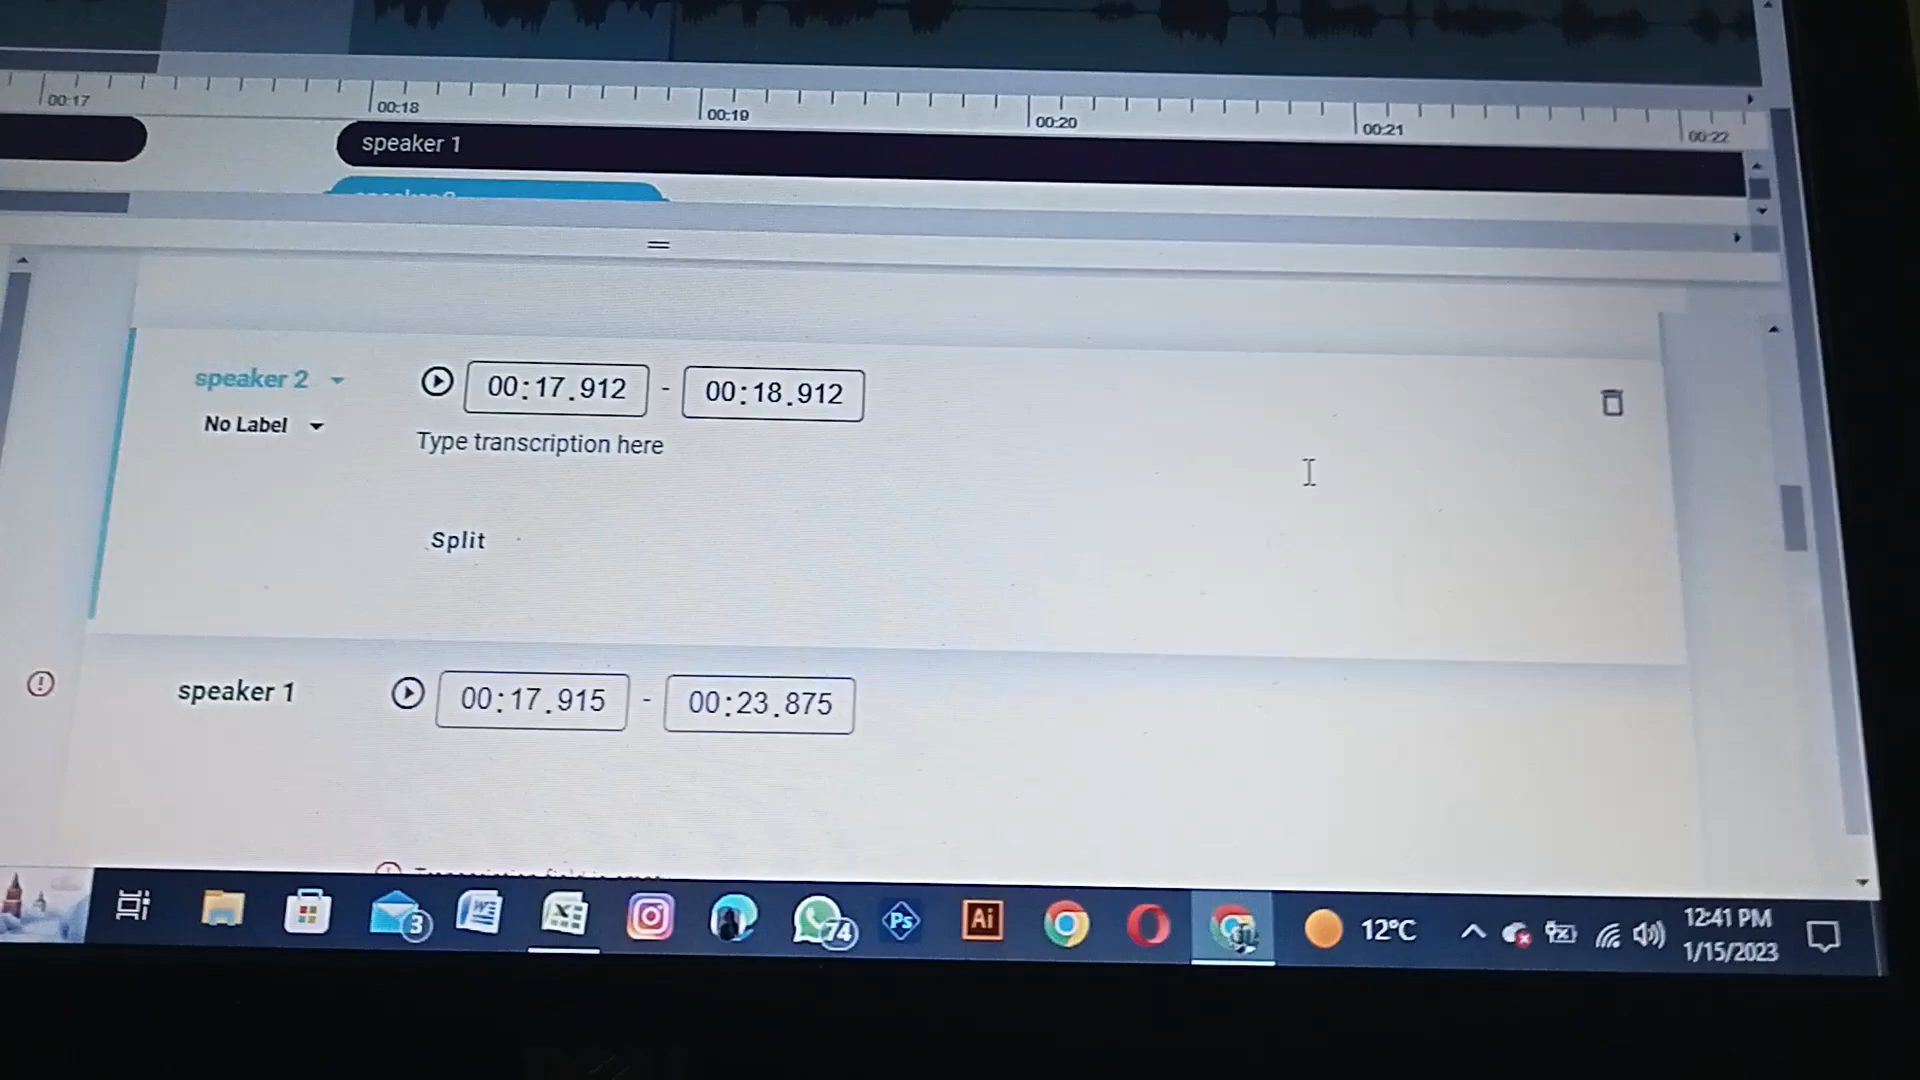 00:17
00:18
00:19
00:20
00:21
00:22
speaker 1
speaker 2
00:17.912 - 00:18.912
No Label
Type transcription here
Split
speaker 1
00:17.915 - 00:23.875
3
W
X
74
Ps
Ai
12°C
12:41 PM
1/15/2023